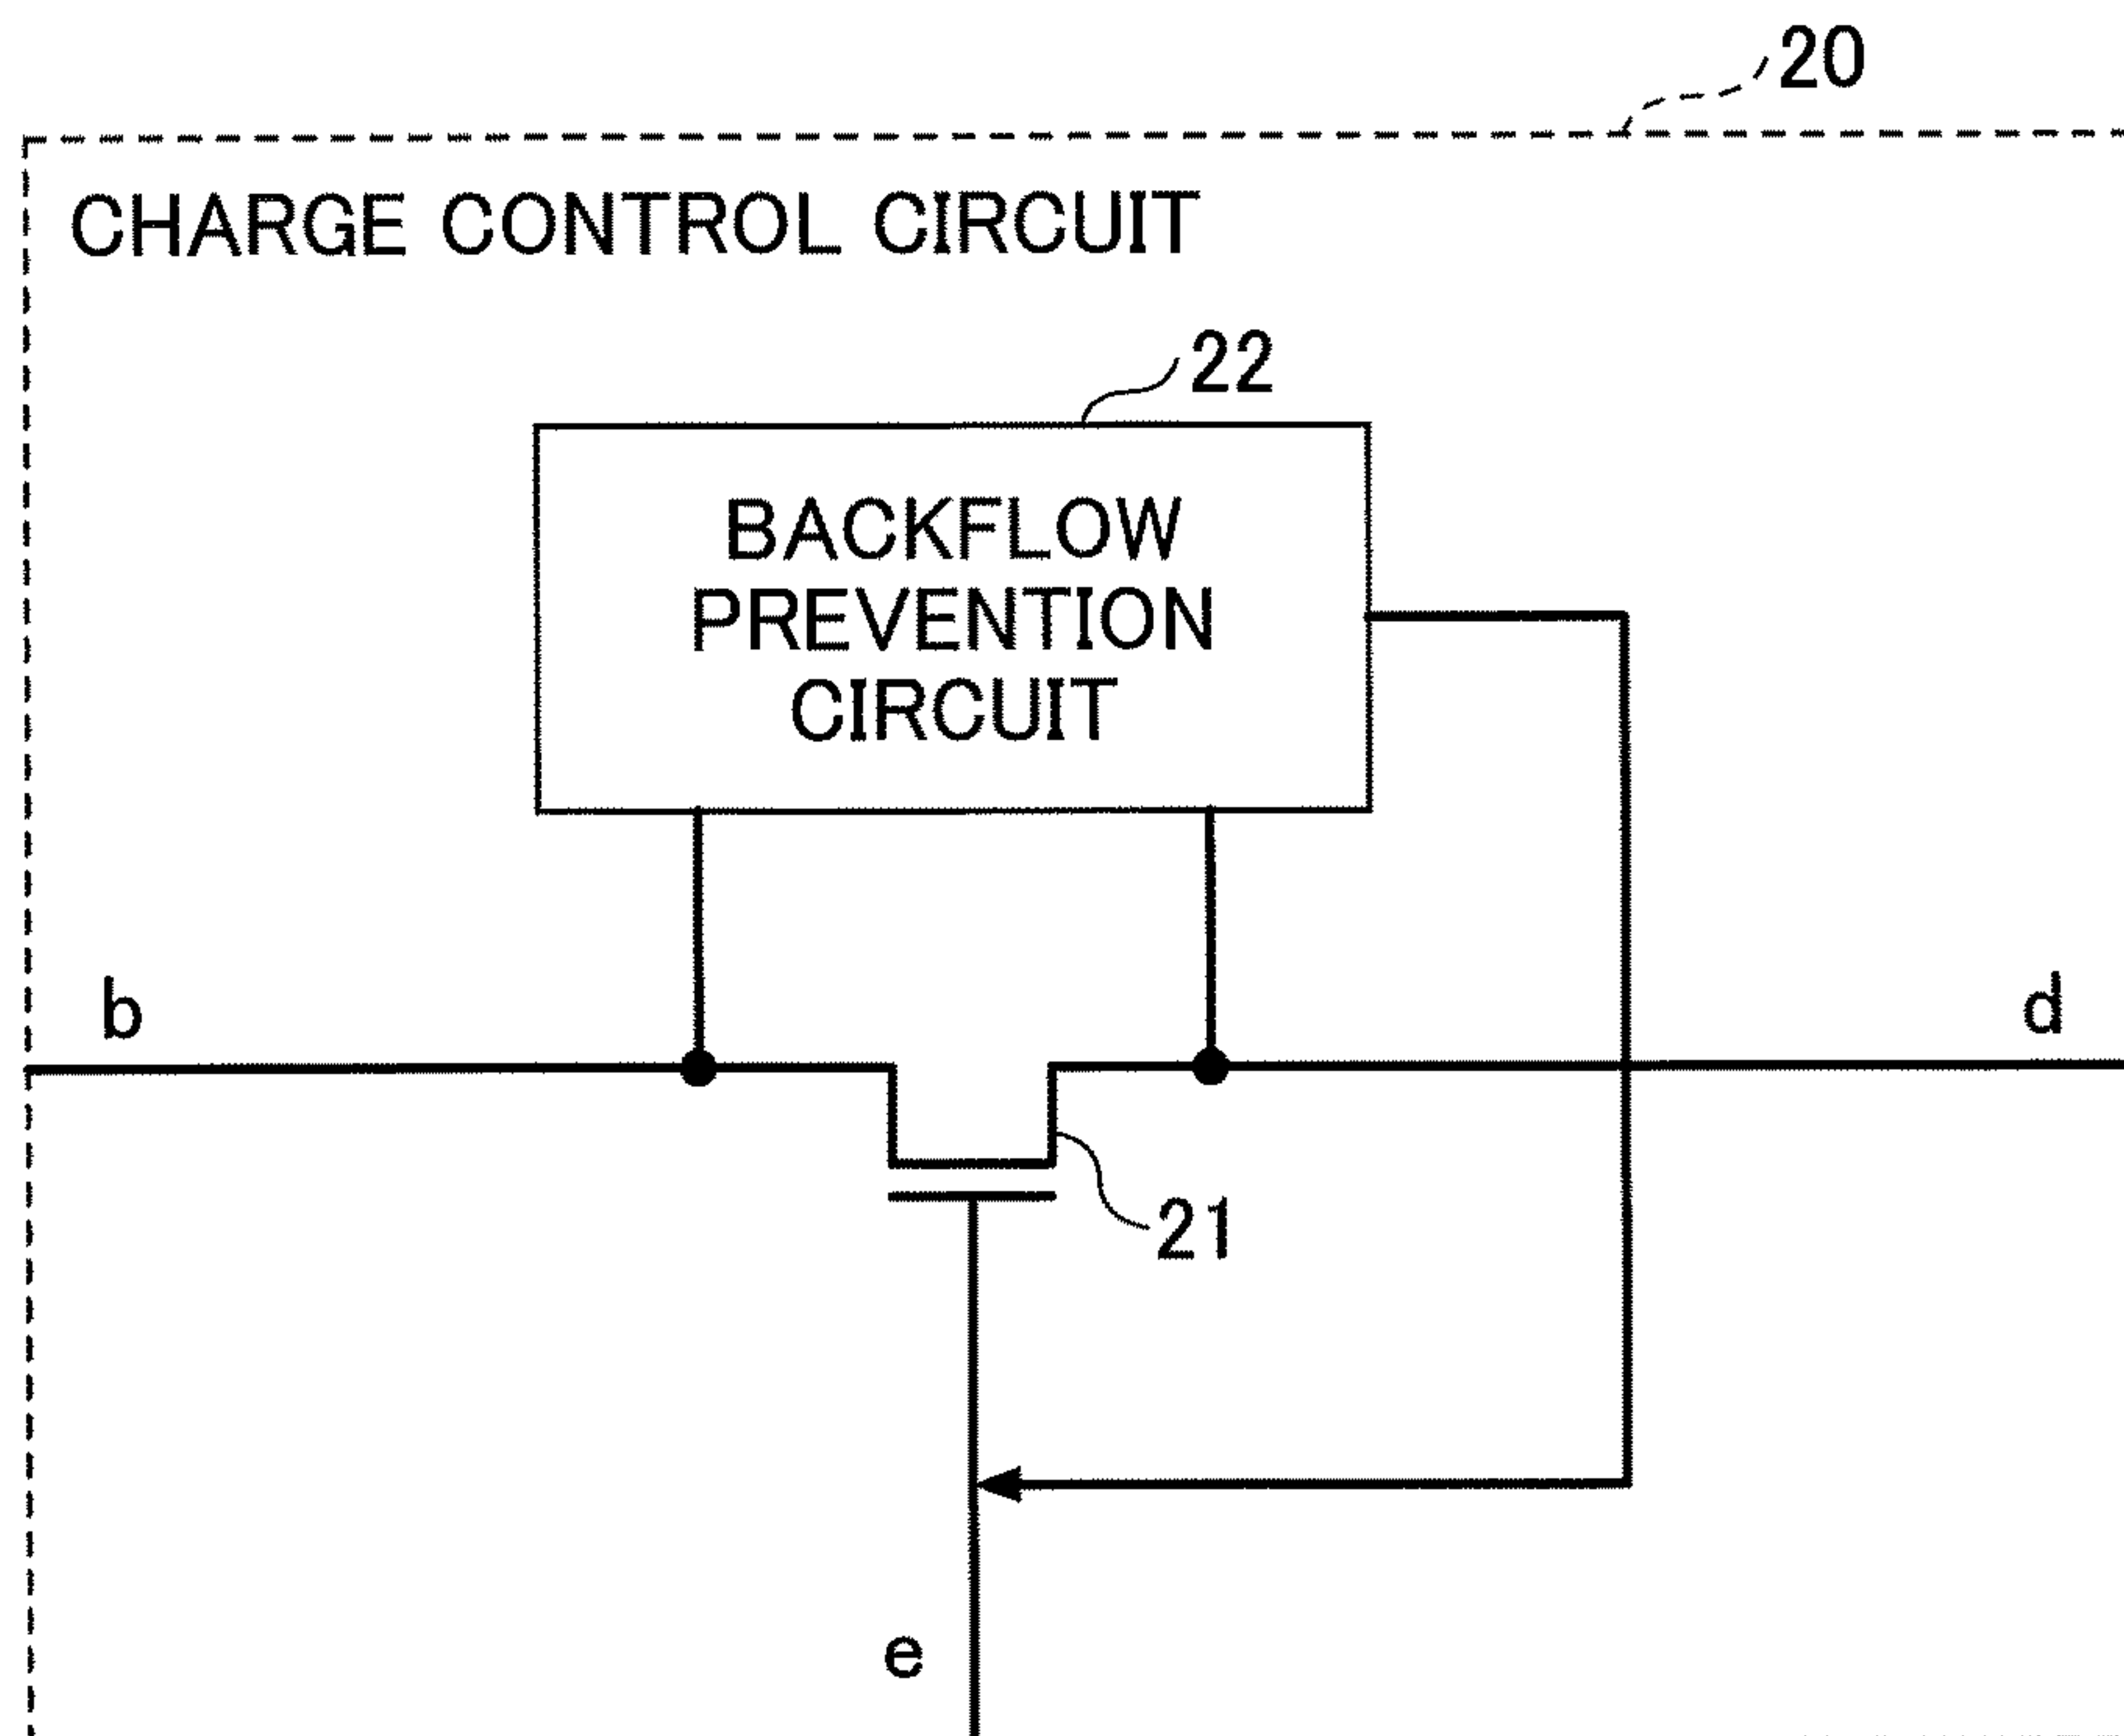 20
CHARGE CONTROL CIRCUIT
22
BACKFLOW
PREVENTION
CIRCUIT
b
d
21
e